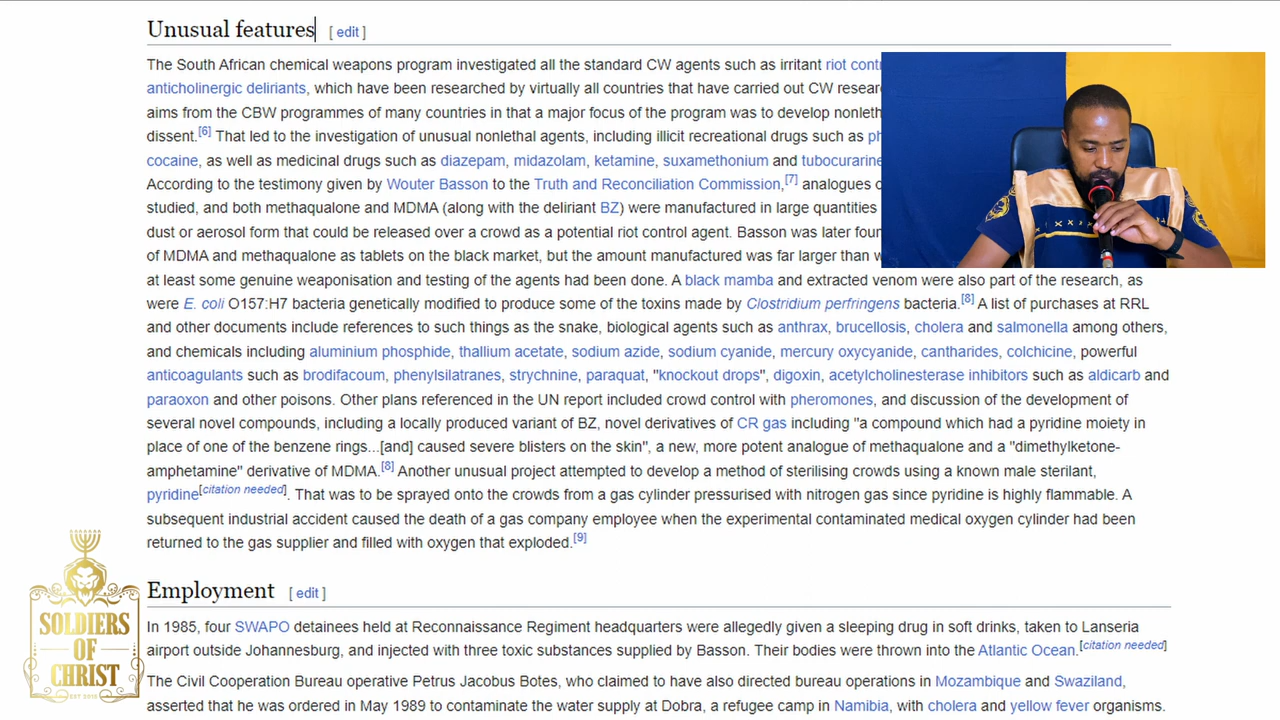 Unusual features [ edit ]
The South African chemical weapons program investigated all the standard CW agents such as irritant riot
anticholinergic deliriants, which have been researched by virtually all countries that have carried out CW
aims from the CBW programmes of many countries in that a major focus of the program was to develop
dissent.[6] That led to the investigation of unusual nonlethal agents, including illicit recreational drugs such as
cocaine, as well as medicinal drugs such as diazepam, midazolam, ketamine, suxamethonium and tubocurarine
According to the testimony given by Wouter Basson to the Truth and Reconciliation Commission,[7] analogues
studied, and both methaqualone and MDMA (along with the deliriant BZ) were manufactured in large quantities
dust or aerosol form that could be released over a crowd as a potential riot control agent. Basson was later
of MDMA and methaqualone as tablets on the black market, but the amount manufactured was far larger than
at least some genuine weaponisation and testing of the agents had been done. A black mamba and extracted venom were also part of the research, as
were E. coli O157:H7 bacteria genetically modified to produce some of the toxins made by Clostridium perfringens bacteria.[8] A list of purchases at RRL
and other documents include references to such things as the snake, biological agents such as anthrax, brucellosis, cholera and salmonella among others,
and chemicals including aluminium phosphide, thallium acetate, sodium azide, sodium cyanide, mercury oxycyanide, cantharides, colchicine, powerful
anticoagulants such as brodifacoum, phenylsilatranes, strychnine, paraquat, "knockout drops", digoxin, acetylcholinesterase inhibitors such as aldicarb and
paraoxon and other poisons. Other plans referenced in the UN report included crowd control with pheromones, and discussion of the development of
several novel compounds, including a locally produced variant of BZ, novel derivatives of CR gas including "a compound which had a pyridine moiety in
place of one of the benzene rings...[and] caused severe blisters on the skin", a new, more potent analogue of methaqualone and a "dimethylketone-
amphetamine" derivative of MDMA.[8] Another unusual project attempted to develop a method of sterilising crowds using a known male sterilant,
pyridine[citation needed]. That was to be sprayed onto the crowds from a gas cylinder pressurised with nitrogen gas since pyridine is highly flammable. A
subsequent industrial accident caused the death of a gas company employee when the experimental contaminated medical oxygen cylinder had been
returned to the gas supplier and filled with oxygen that exploded.[9]
Employment [ edit ]
In 1985, four SWAPO detainees held at Reconnaissance Regiment headquarters were allegedly given a sleeping drug in soft drinks, taken to Lanseria
airport outside Johannesburg, and injected with three toxic substances supplied by Basson. Their bodies were thrown into the Atlantic Ocean.[citation needed]
The Civil Cooperation Bureau operative Petrus Jacobus Botes, who claimed to have also directed bureau operations in Mozambique and Swaziland,
asserted that he was ordered in May 1989 to contaminate the water supply at Dobra, a refugee camp in Namibia, with cholera and yellow fever organisms.
SOLDIERS
OF
CHRIST